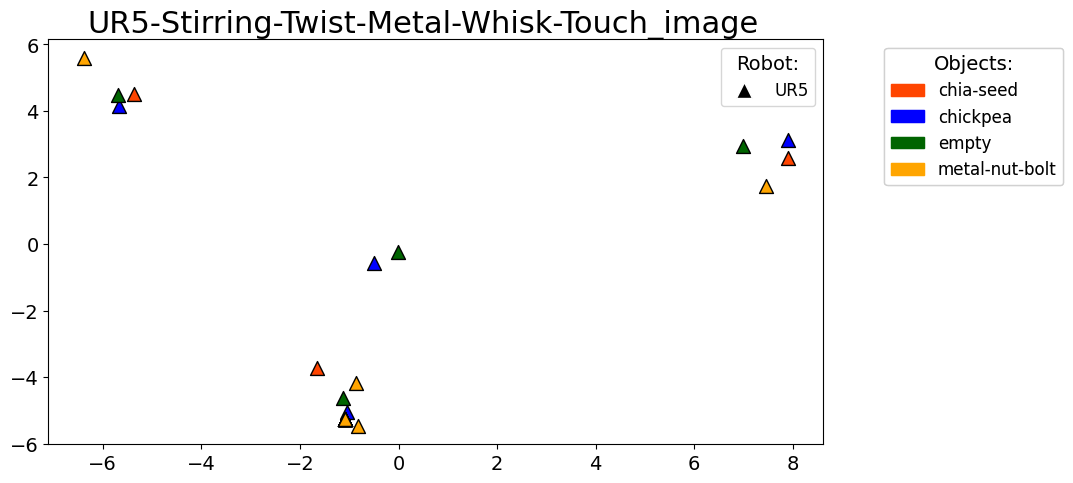 UR5-Stirring-Twist-Metal-Whisk-Touch_image
6
4
2
0
−2
−4
−6
−6
−4
−2
0
2
4
6
8
Robot:
UR5
Objects:
chia-seed
chickpea
empty
metal-nut-bolt